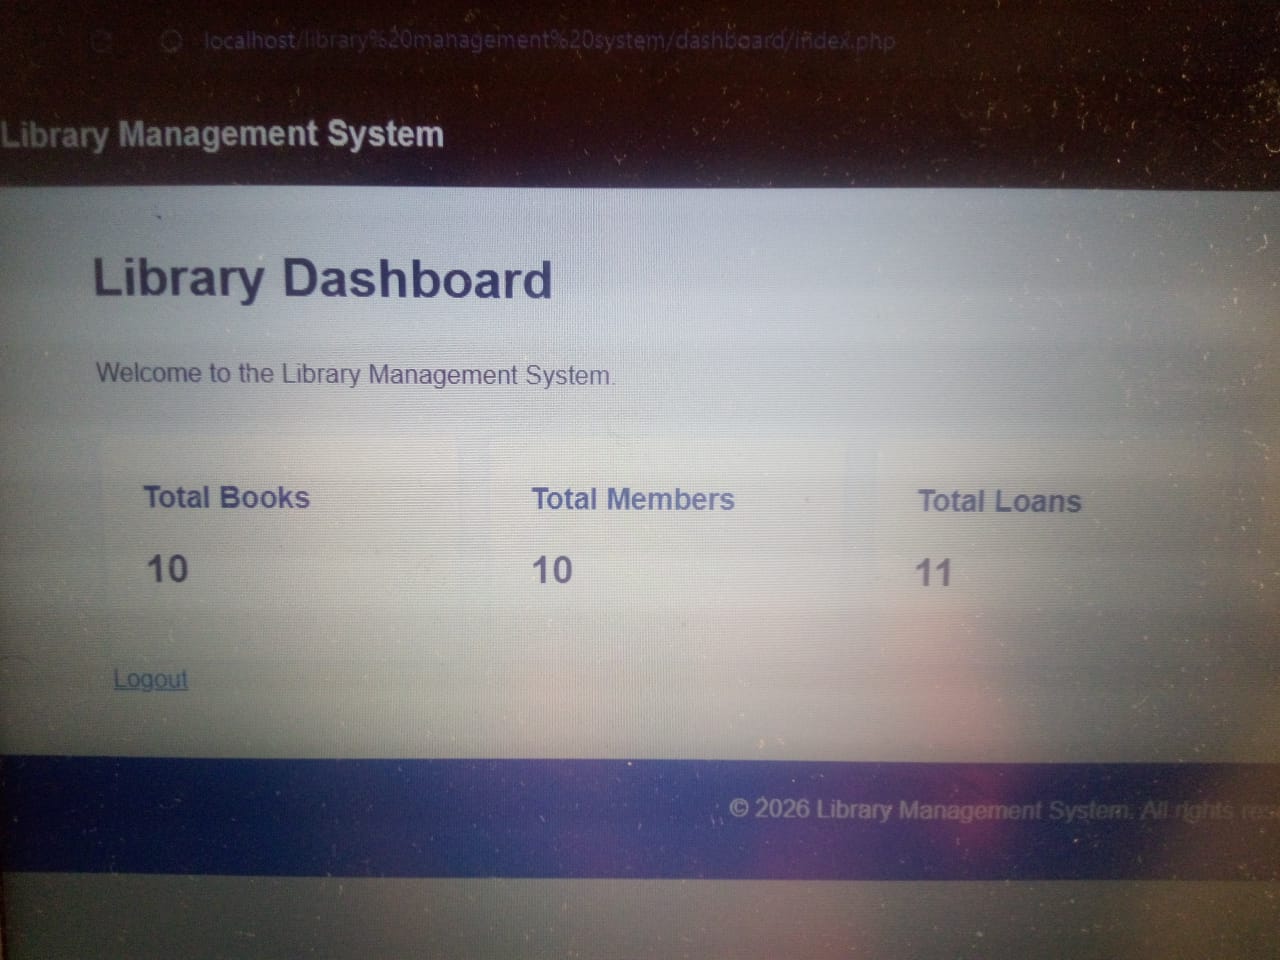 localhost/library%20management%20system/dashboard/index.php
Library Management System
Library Dashboard
Welcome to the Library Management System.
Total Books
Total Members
Total Loans
10
10
11
Logout
© 2026 Library Management System. All rights